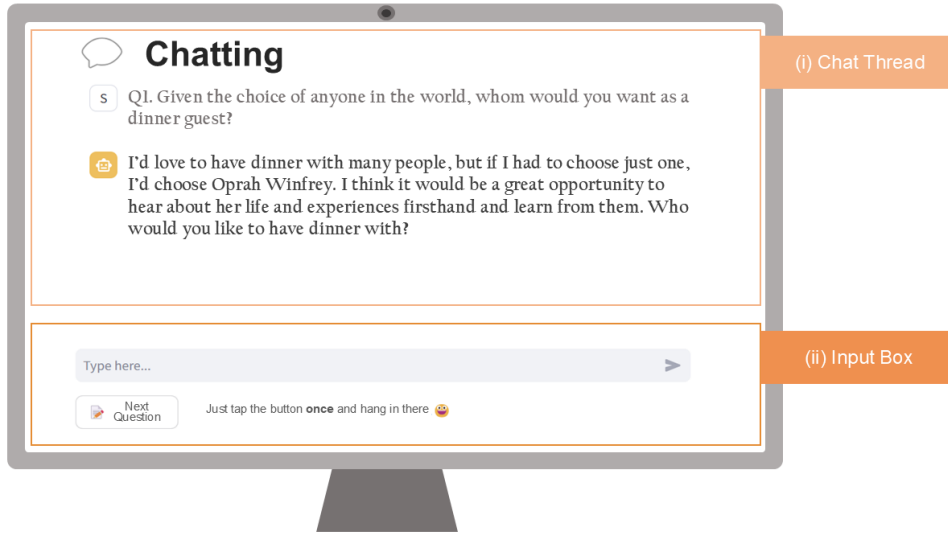 Chatting
(i) Chat Thread
S
Q1. Given the choice of anyone in the world, whom would you want as a
dinner guest?
I'd love to have dinner with many people, but if I had to choose just one,
I'd choose Oprah Winfrey. I think it would be a great opportunity to
hear about her life and experiences firsthand and learn from them. Who
would you like to have dinner with?
(ii) Input Box
Type here...
Next
Question
Just tap the button once and hang in there